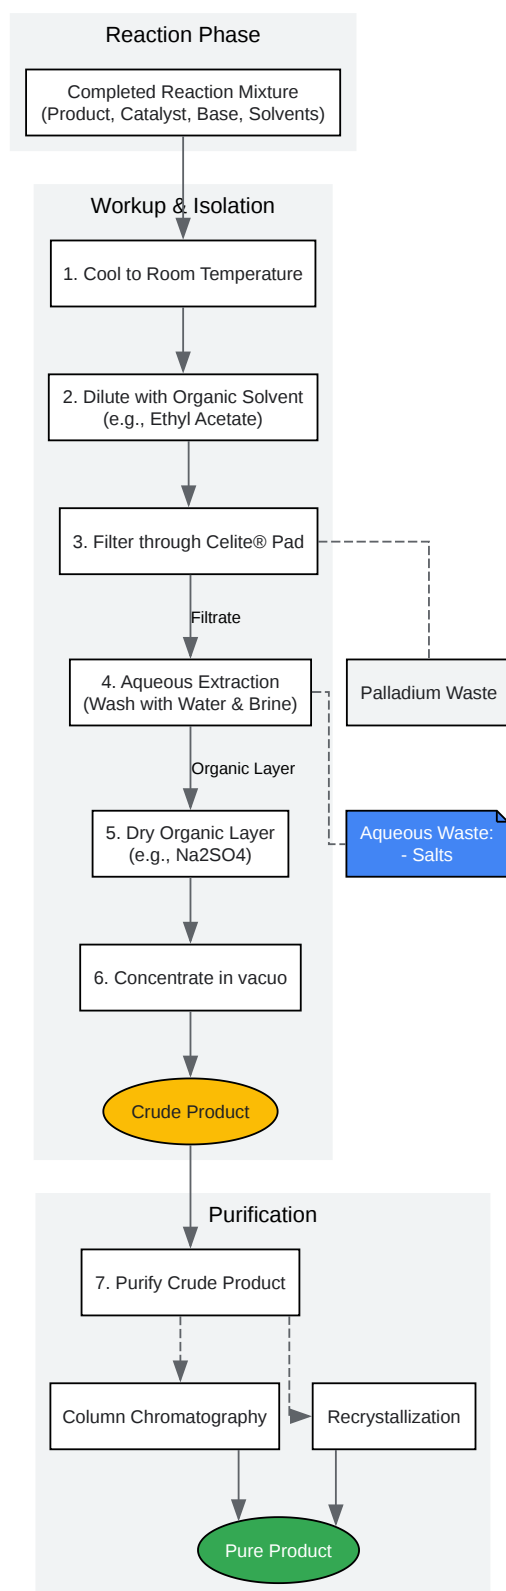 Reaction Phase
Completed Reaction Mixture
(Product, Catalyst, Base, Solvents)
Workup & Isolation
1. Cool to Room Temperature
2. Dilute with Organic Solvent
(e.g., Ethyl Acetate)
3. Filter through Celite® Pad
Filtrate
4. Aqueous Extraction
(Wash with Water & Brine)
Palladium Waste
Organic Layer
5. Dry Organic Layer
(e.g., Na2SO4)
Aqueous Waste:
- Salts
6. Concentrate in vacuo
Crude Product
Purification
7. Purify Crude Product
Column Chromatography
Recrystallization
Pure Product